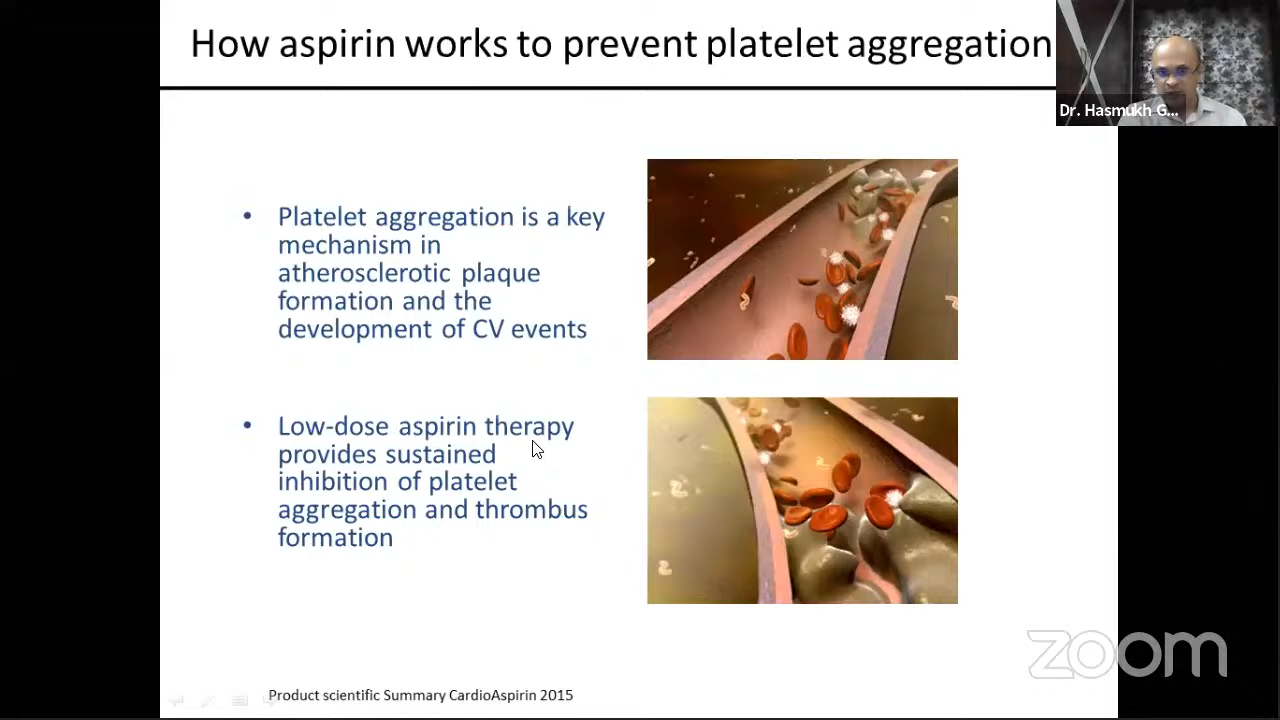 How aspirin works to prevent platelet aggregation
Dr. Hasmukh G...
• Platelet aggregation is a key
mechanism in
atherosclerotic plaque
formation and the
development of CV events
• Low-dose aspirin therapy
provides sustained
inhibition of platelet
aggregation and thrombus
formation
zoom
Product scientific Summary CardioAspirin 2015